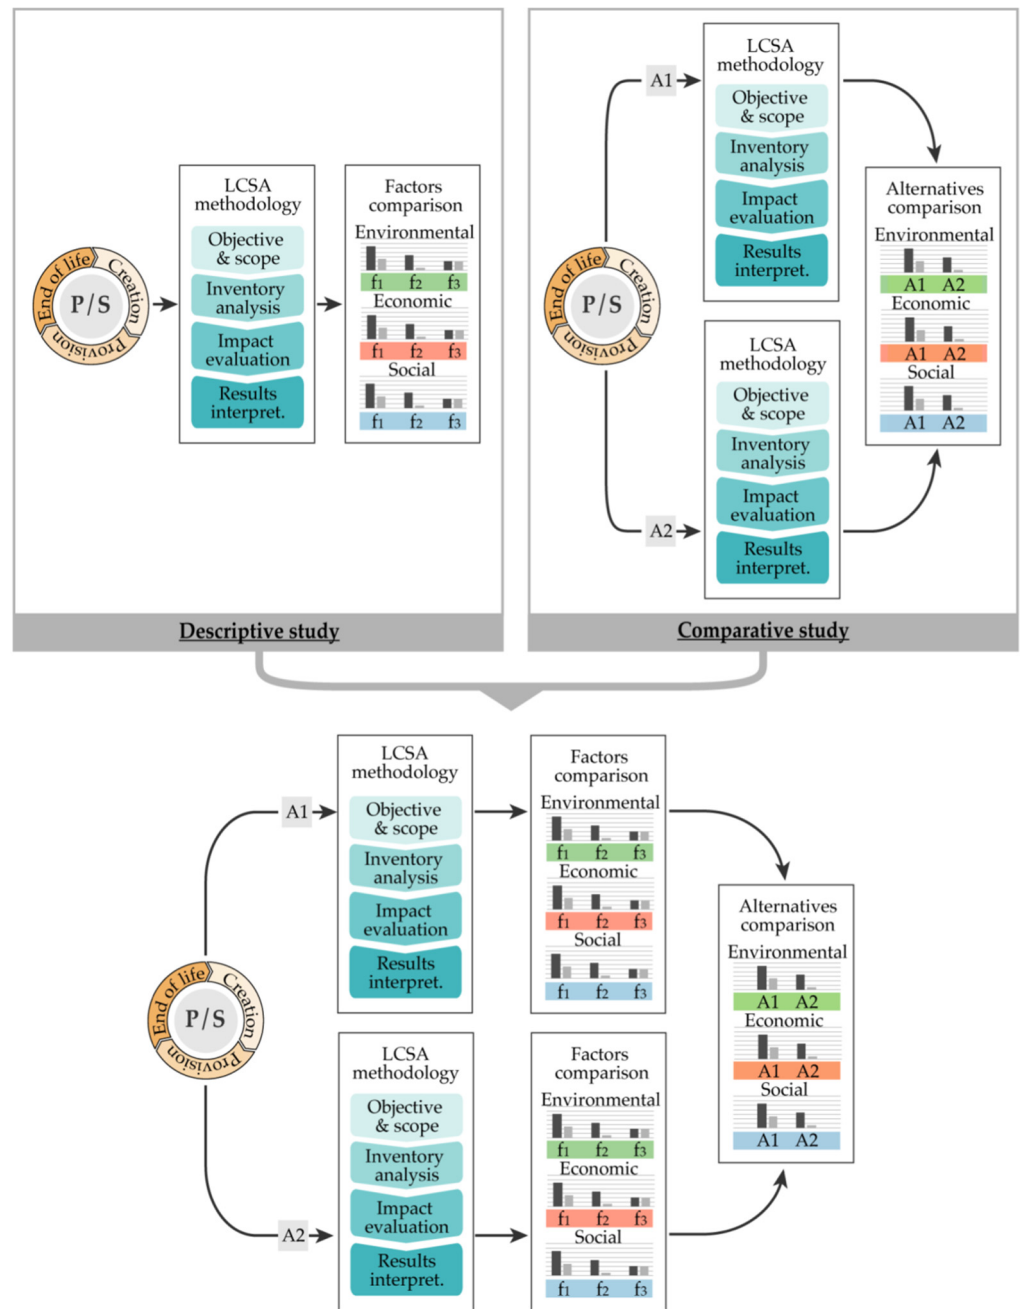 End of life
Creation
Provision
P/S
LCSA
methodology
Objective
& scope
Inventory
analysis
Impact
evaluation
Results
interpret.
Factors
comparison
Environmental
f1 f2 f3
Economic
f1 f2 f3
Social
f1 f2 f3
Descriptive study
End of life
Creation
Provision
P/S
A1
LCSA
methodology
Objective
& scope
Inventory
analysis
Impact
evaluation
Results
interpret.
A2
LCSA
methodology
Objective
& scope
Inventory
analysis
Impact
evaluation
Results
interpret.
Alternatives
comparison
Environmental
A1 A2
Economic
A1 A2
Social
A1 A2
Comparative study
End of life
Creation
Provision
P/S
A1
LCSA
methodology
Objective
& scope
Inventory
analysis
Impact
evaluation
Results
interpret.
Factors
comparison
Environmental
f1 f2 f3
Economic
f1 f2 f3
Social
f1 f2 f3
A2
LCSA
methodology
Objective
& scope
Inventory
analysis
Impact
evaluation
Results
interpret.
Factors
comparison
Environmental
f1 f2 f3
Economic
f1 f2 f3
Social
f1 f2 f3
Alternatives
comparison
Environmental
A1 A2
Economic
A1 A2
Social
A1 A2